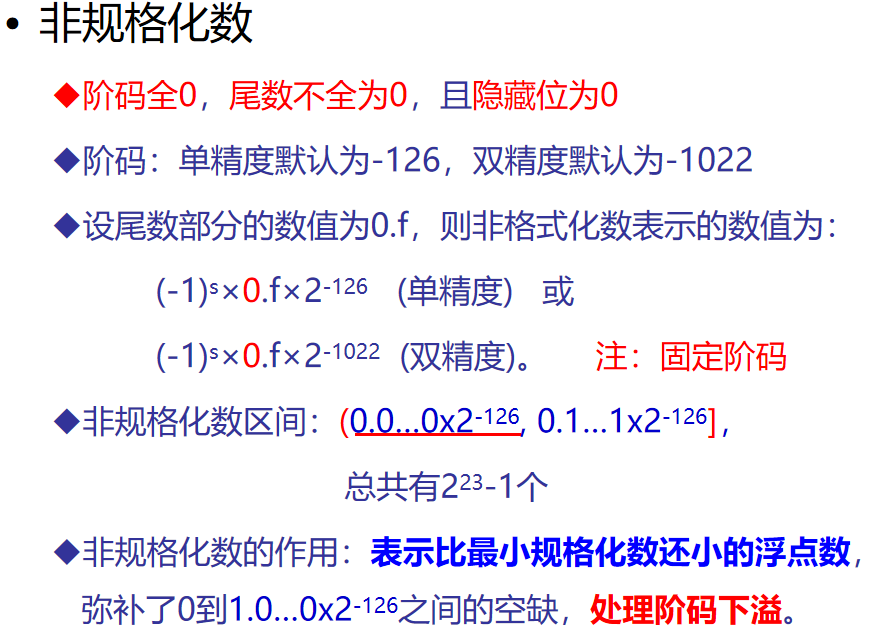 • 非规格化数
◆阶码全0，尾数不全为0，且隐藏位为0
◆阶码：单精度默认为-126，双精度默认为-1022
◆设尾数部分的数值为0.f，则非格式化数表示的数值为：
(-1)ˢ×0.f×2⁻¹²⁶ (单精度) 或
(-1)ˢ×0.f×2⁻¹⁰²² (双精度)。 注：固定阶码
◆非规格化数区间：(0.0…0x2⁻¹²⁶, 0.1…1x2⁻¹²⁶]，
总共有2²³-1个
◆非规格化数的作用：表示比最小规格化数还小的浮点数，
弥补了0到1.0…0x2⁻¹²⁶之间的空缺，处理阶码下溢。